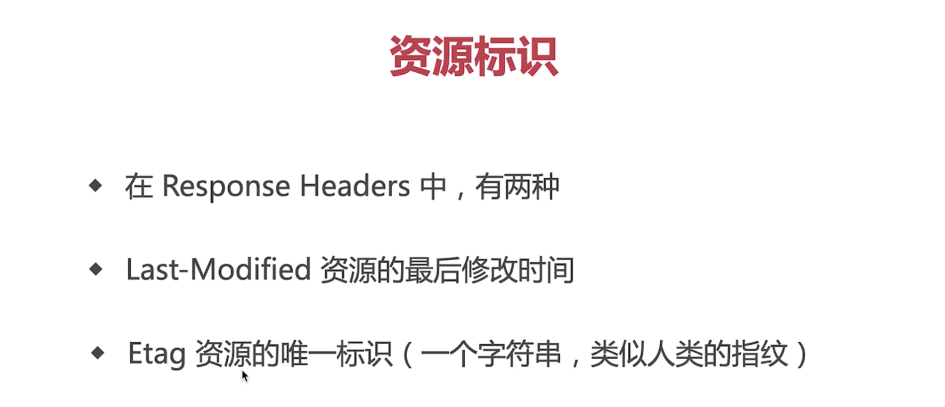 资源标识
◆ 在 Response Headers 中，有两种
◆ Last-Modified 资源的最后修改时间
◆ Etag 资源的唯一标识（一个字符串，类似人类的指纹）